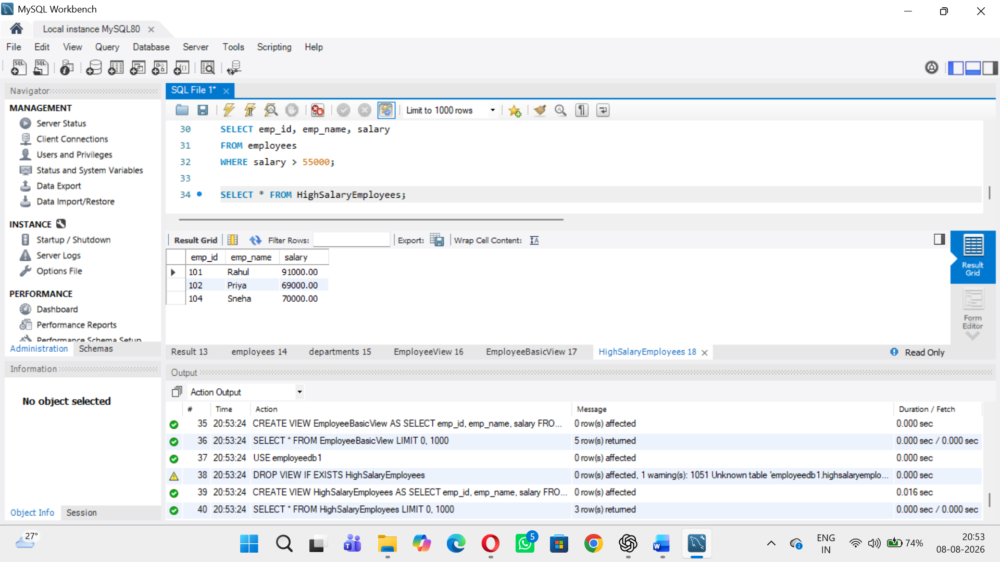 MySQL Workbench
Local instance MySQL80
File Edit View Query Database Server Tools Scripting Help
Navigator
MANAGEMENT
Server Status
Client Connections
Users and Privileges
Status and System Variables
Data Export
Data Import/Restore
INSTANCE
Startup / Shutdown
Server Logs
Options File
PERFORMANCE
Dashboard
Performance Reports
Performance Schema Setup
Administration Schemas
Information
No object selected
Object Info Session
SQL File 1*
Limit to 1000 rows
30 SELECT emp_id, emp_name, salary
31 FROM employees
32 WHERE salary > 55000;
33
34 SELECT * FROM HighSalaryEmployees;
Result Grid Filter Rows: Export: Wrap Cell Content:
emp_id emp_name salary
101 Rahul 91000.00
102 Priya 69000.00
104 Sneha 70000.00
Result Grid
Form Editor
Result 13 employees 14 departments 15 EmployeeView 16 EmployeeBasicView 17 HighSalaryEmployees 18 Read Only
Output
Action Output
# Time Action Message Duration / Fetch
35 20:53:24 CREATE VIEW EmployeeBasicView AS SELECT emp_id, emp_name, salary FRO... 0 row(s) affected 0.000 sec
36 20:53:24 SELECT * FROM EmployeeBasicView LIMIT 0, 1000 5 row(s) returned 0.000 sec / 0.000 sec
37 20:53:24 USE employeedb1 0 row(s) affected 0.000 sec
38 20:53:24 DROP VIEW IF EXISTS HighSalaryEmployees 0 row(s) affected, 1 warning(s): 1051 Unknown table 'employeedb1.highsalaryemplo... 0.000 sec
39 20:53:24 CREATE VIEW HighSalaryEmployees AS SELECT emp_id, emp_name, salary FRO... 0 row(s) affected 0.016 sec
40 20:53:24 SELECT * FROM HighSalaryEmployees LIMIT 0, 1000 3 row(s) returned 0.000 sec / 0.000 sec
27°
5
ENG
IN
74%
20:53
08-08-2026